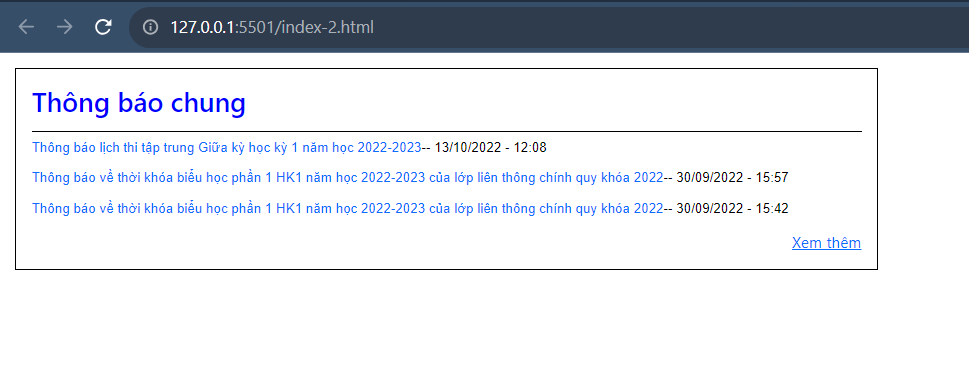 127.0.0.1:5501/index-2.html
Thông báo chung
Thông báo lịch thi tập trung Giữa kỳ học kỳ 1 năm học 2022-2023-- 13/10/2022 - 12:08
Thông báo về thời khóa biểu học phần 1 HK1 năm học 2022-2023 của lớp liên thông chính quy khóa 2022-- 30/09/2022 - 15:57
Thông báo về thời khóa biểu học phần 1 HK1 năm học 2022-2023 của lớp liên thông chính quy khóa 2022-- 30/09/2022 - 15:42
Xem thêm